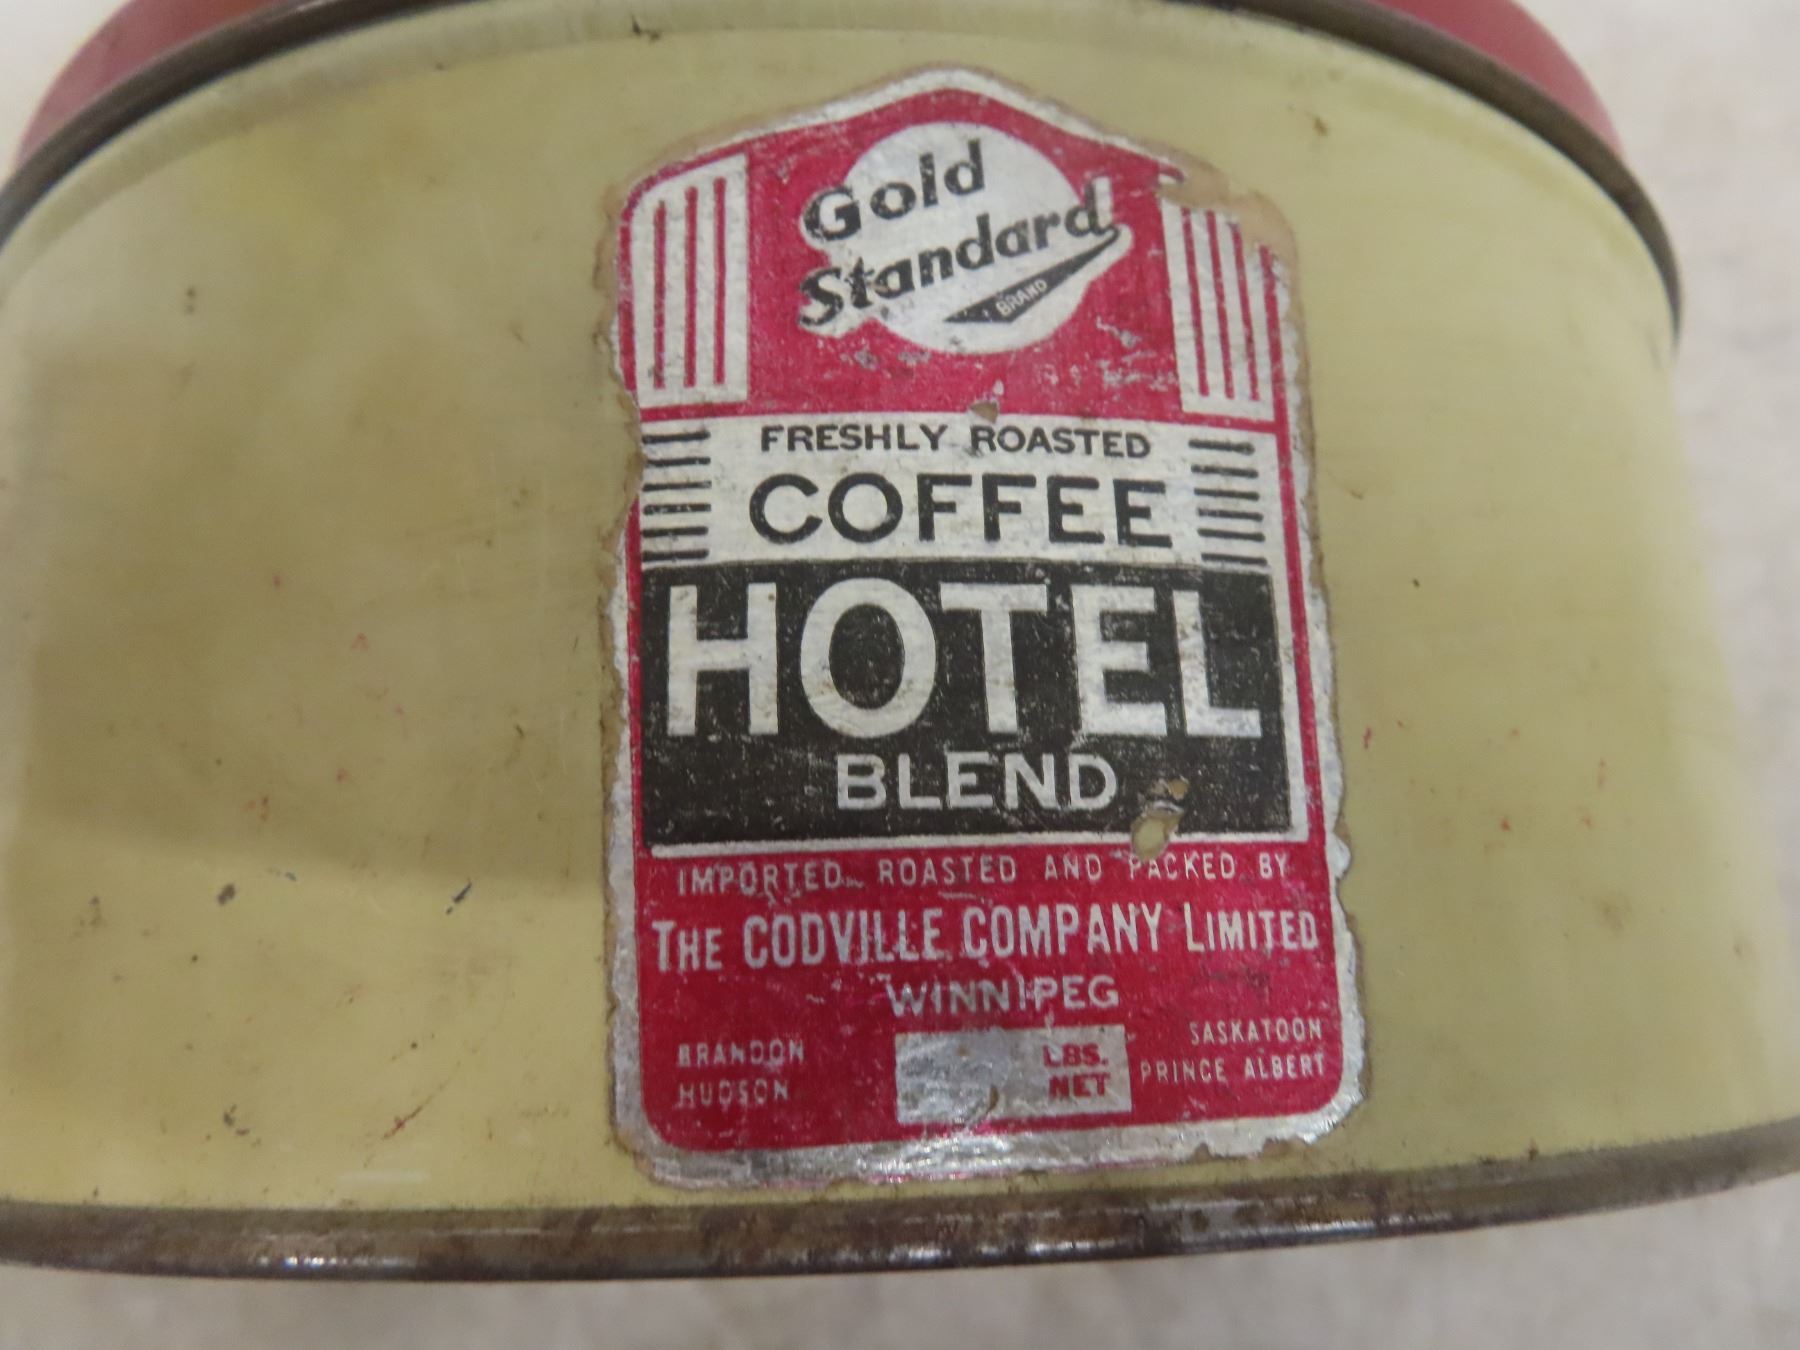 Gold
Standard
BRAND
FRESHLY ROASTED
COFFEE
HOTEL
BLEND
IMPORTED ROASTED AND PACKED BY
THE CODVILLE COMPANY LIMITED
WINNIPEG
BRANDON
HUDSON
LBS.
NET
SASKATOON
PRINCE ALBERT